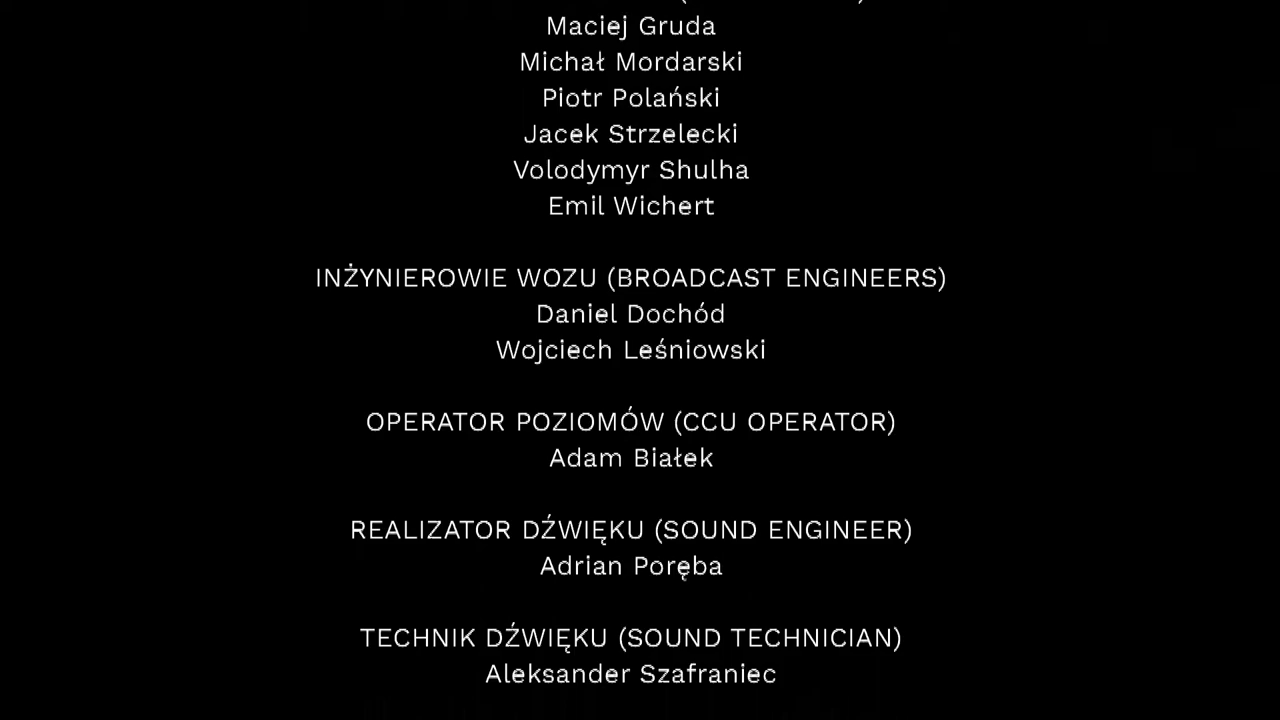 Maciej Gruda
Michał Mordarski
Piotr Polański
Jacek Strzelecki
Volodymyr Shulha
Emil Wichert
INŻYNIEROWIE WOZU (BROADCAST ENGINEERS)
Daniel Dochód
Wojciech Leśniowski
OPERATOR POZIOMÓW (CCU OPERATOR)
Adam Białek
REALIZATOR DŹWIĘKU (SOUND ENGINEER)
Adrian Poręba
TECHNIK DŹWIĘKU (SOUND TECHNICIAN)
Aleksander Szafraniec